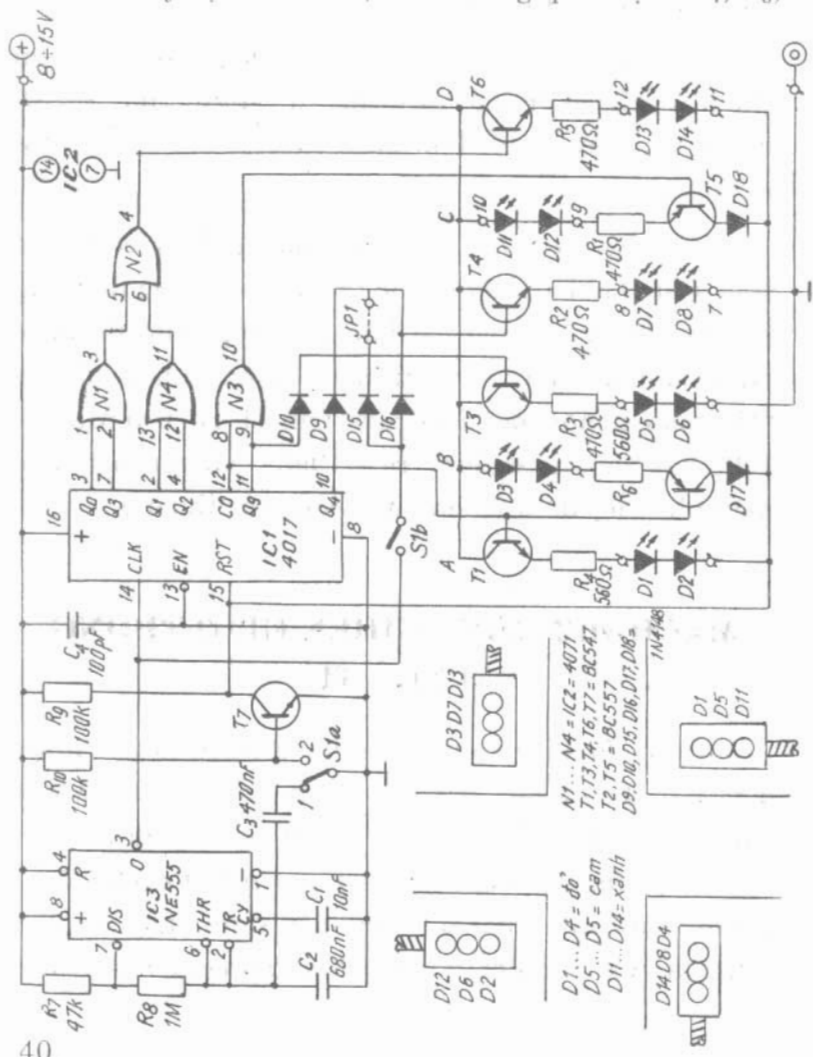 8÷15V
14 IC2 7
D
T6
R5
470Ω
12
D13
D14
11
C
10
D11
D12
9
R1
470Ω
T5
D18
T4
R2
470Ω
8
D7
D8
7
T3
R3
470Ω
D5
D6
B
D3
D4
560Ω
R6
D17
A
T1
R4
560Ω
D1
D2
4
N2
5
6
3
N1
1
2
11
N4
13
12
10
N3
8
9
D10
D9
D15
D16
JP1
S1b
16
+
3 Q0
7 Q3
2 Q1
4 Q2
12 CO
11 Q9
10 Q4
14 CLK
13 EN
15 RST
IC1
4017
-
8
C4
100pF
R9
100k
R10
100k
T7
2
1
S1a
C3 470nF
4 R
8 +
3 O
IC3
NE555
7 DIS
6 THR
2 TR
CV
5
-
1
C1
10nF
C2
680nF
R7
47k
R8
1M
D3 D7 D13
D1
D5
D11
D12
D6
D2
D14 D8 D4
N1...N4 = IC2 = 4071
T1,T3,T4,T6,T7 = BC547
T2,T5 = BC557
D9,D10,D15,D16,D17,D18=
1N4148
D1...D4 = đỏ
D5...D5 = cam
D11...D14 = xanh
40